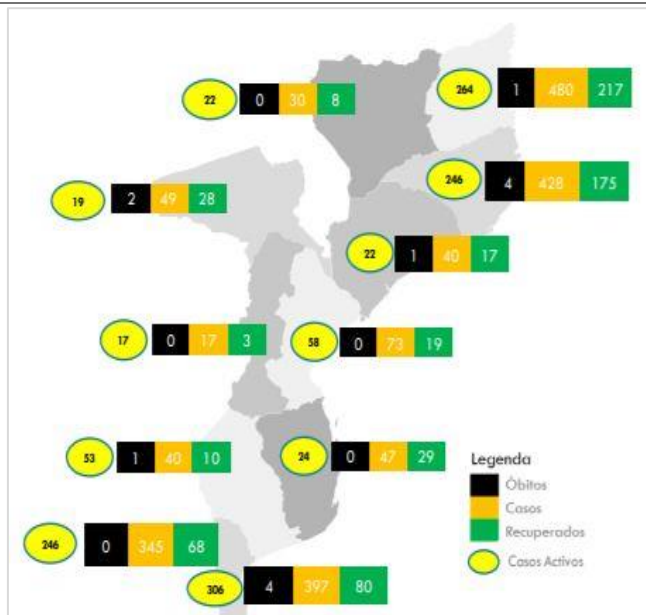 22 0 30 8
264 1 480 217
246 4 428 175
19 2 49 28
22 1 40 17
17 0 17 3
58 0 73 19
53 1 40 10
24 0 47 29
Legenda
Óbitos
Casos
Recuperados
Casos Activos
246 0 345 68
306 4 397 80